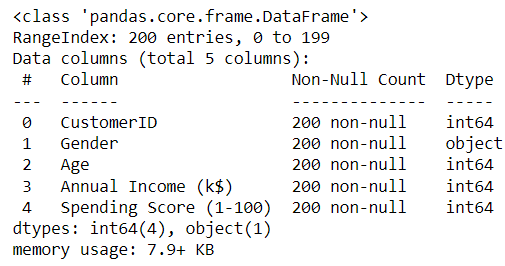 <class 'pandas.core.frame.DataFrame'>
RangeIndex: 200 entries, 0 to 199
Data columns (total 5 columns):
 #   Column                  Non-Null Count  Dtype
---  ------                  --------------  -----
 0   CustomerID              200 non-null    int64
 1   Gender                  200 non-null    object
 2   Age                     200 non-null    int64
 3   Annual Income (k$)      200 non-null    int64
 4   Spending Score (1-100)  200 non-null    int64
dtypes: int64(4), object(1)
memory usage: 7.9+ KB